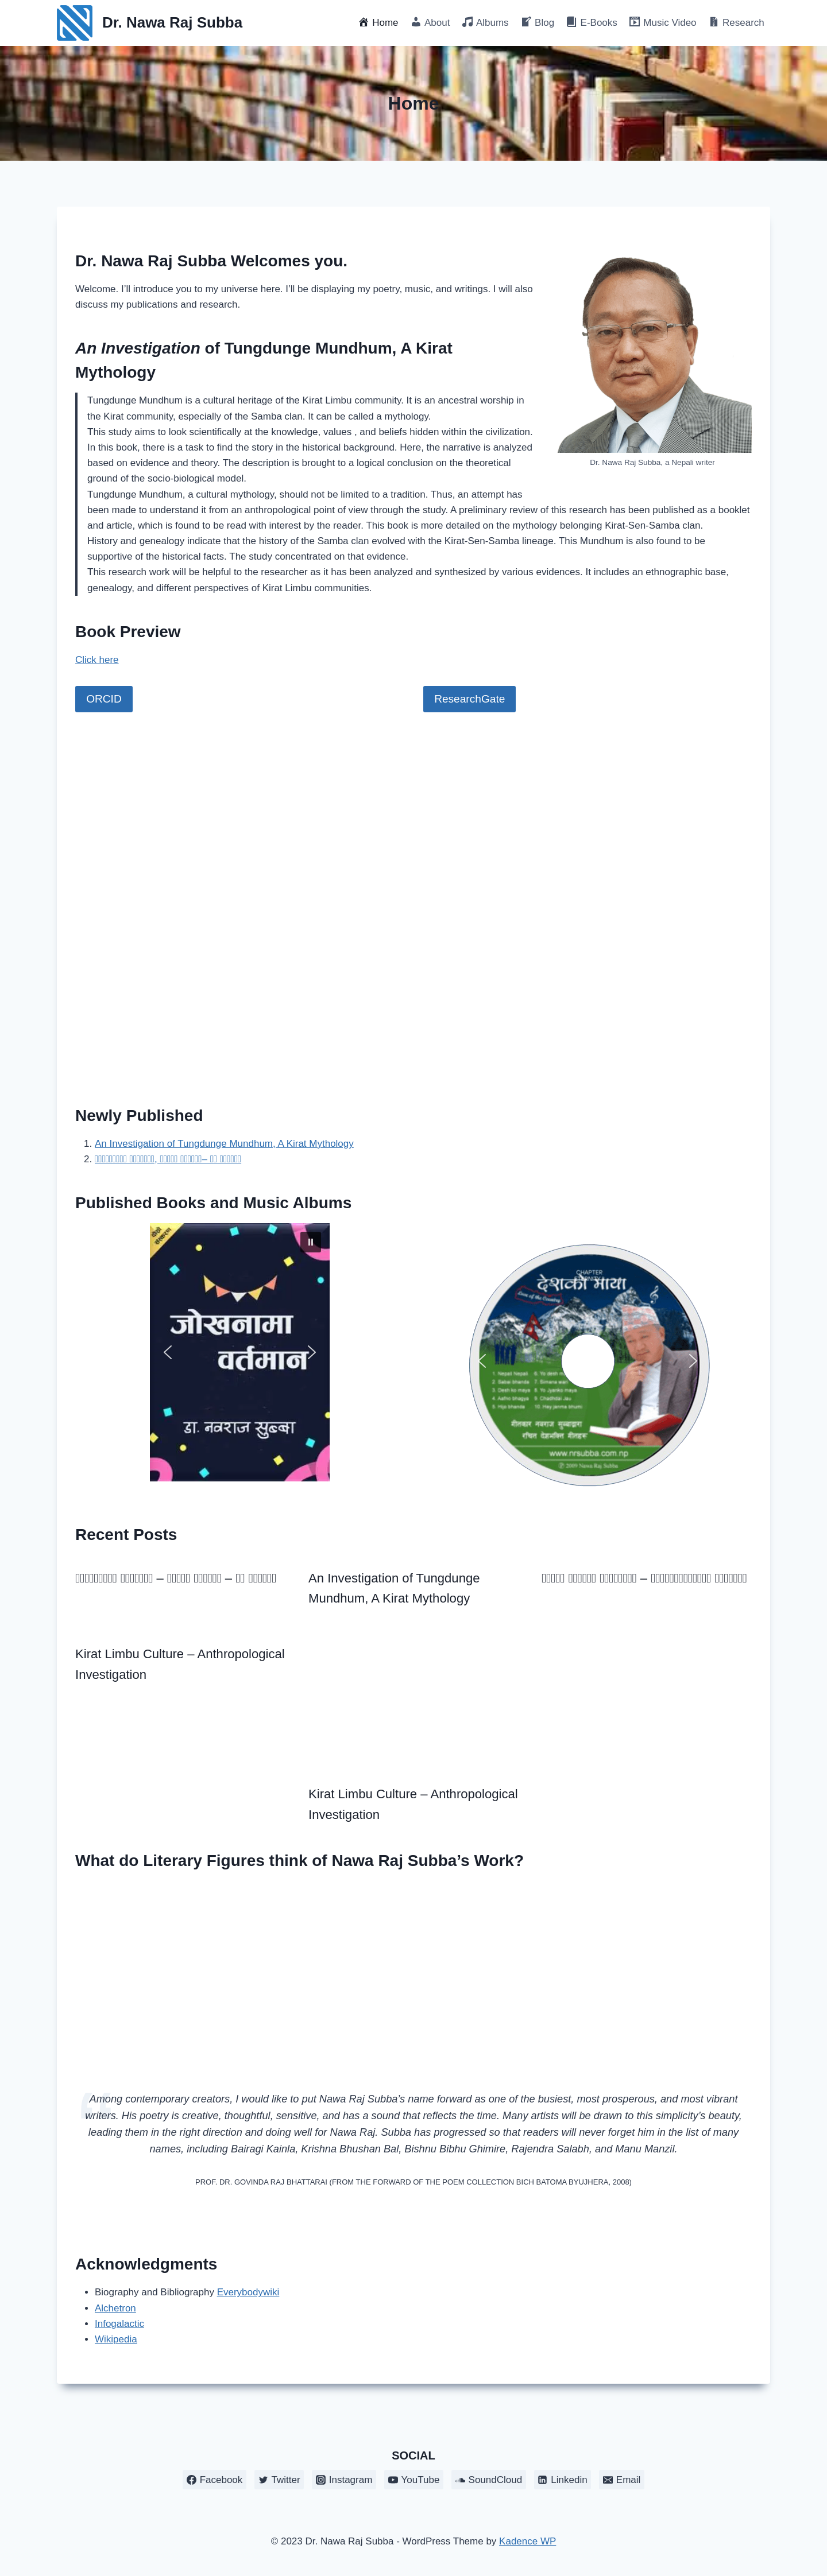 Dr. Nawa Raj Subba
Home About Albums Blog E-Books Music Video Research
Home
Dr. Nawa Raj Subba Welcomes you.
Welcome. I’ll introduce you to my universe here. I’ll be displaying my poetry, music, and writings. I will also
discuss my publications and research.
Dr. Nawa Raj Subba, a Nepali writer
An Investigation of Tungdunge Mundhum, A Kirat
Mythology
Tungdunge Mundhum is a cultural heritage of the Kirat Limbu community. It is an ancestral worship in
the Kirat community, especially of the Samba clan. It can be called a mythology.
This study aims to look scientifically at the knowledge, values , and beliefs hidden within the civilization.
In this book, there is a task to find the story in the historical background. Here, the narrative is analyzed
based on evidence and theory. The description is brought to a logical conclusion on the theoretical
ground of the socio-biological model.
Tungdunge Mundhum, a cultural mythology, should not be limited to a tradition. Thus, an attempt has
been made to understand it from an anthropological point of view through the study. A preliminary review of this research has been published as a booklet
and article, which is found to be read with interest by the reader. This book is more detailed on the mythology belonging Kirat-Sen-Samba clan.
History and genealogy indicate that the history of the Samba clan evolved with the Kirat-Sen-Samba lineage. This Mundhum is also found to be
supportive of the historical facts. The study concentrated on that evidence.
This research work will be helpful to the researcher as it has been analyzed and synthesized by various evidences. It includes an ethnographic base,
genealogy, and different perspectives of Kirat Limbu communities.
Book Preview
Click here
ORCID
ResearchGate
Newly Published
1. An Investigation of Tungdunge Mundhum, A Kirat Mythology
2.
Published Books and Music Albums
जोखनामा
वर्तमान
डा. नवराज सुब्बा
देशको माया
1. Nepali Nepali
2. Sabai bhanda
3. Desh ko maya
4. Aatho bhagya
5. Hija bhanda
www.nrsubba.com.np
Recent Posts
An Investigation of Tungdunge
Mundhum, A Kirat Mythology
Kirat Limbu Culture – Anthropological
Investigation
Kirat Limbu Culture – Anthropological
Investigation
What do Literary Figures think of Nawa Raj Subba’s Work?
Among contemporary creators, I would like to put Nawa Raj Subba’s name forward as one of the busiest, most prosperous, and most vibrant
writers. His poetry is creative, thoughtful, sensitive, and has a sound that reflects the time. Many artists will be drawn to this simplicity’s beauty,
leading them in the right direction and doing well for Nawa Raj. Subba has progressed so that readers will never forget him in the list of many
names, including Bairagi Kainla, Krishna Bhushan Bal, Bishnu Bibhu Ghimire, Rajendra Salabh, and Manu Manzil.
PROF. DR. GOVINDA RAJ BHATTARAI (FROM THE FORWARD OF THE POEM COLLECTION BICH BATOMA BYUJHERA, 2008)
Acknowledgments
Biography and Bibliography Everybodywiki
Alchetron
Infogalactic
Wikipedia
SOCIAL
Facebook Twitter Instagram YouTube SoundCloud Linkedin Email
© 2023 Dr. Nawa Raj Subba - WordPress Theme by Kadence WP